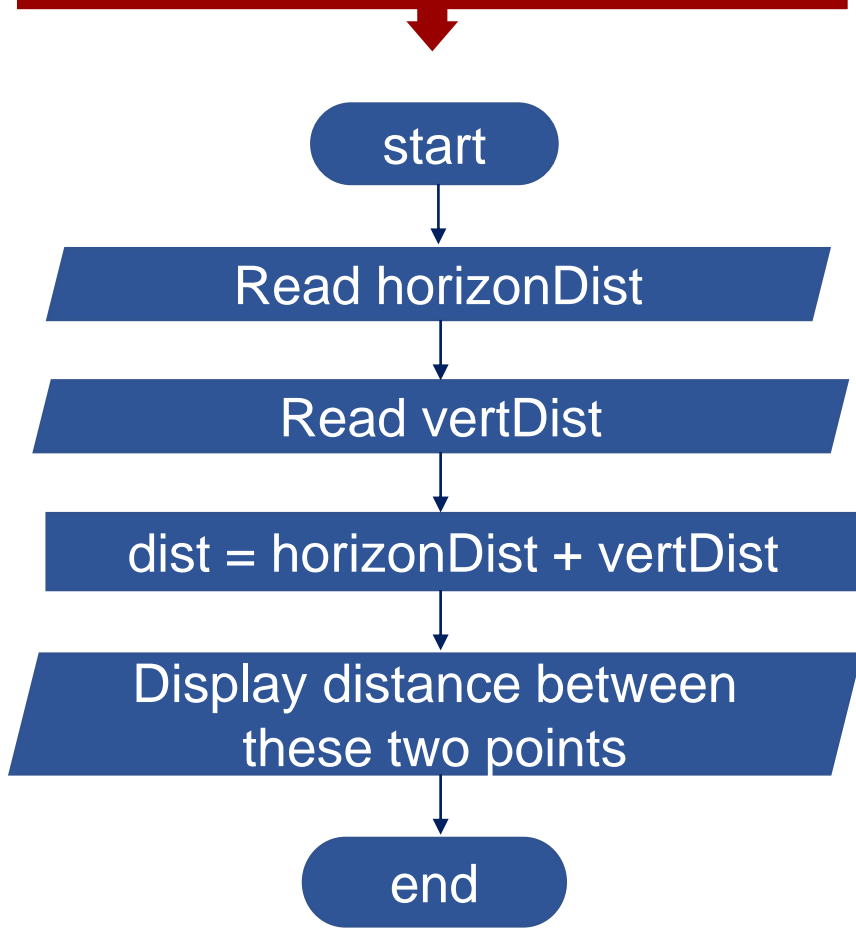 start
Read horizonDist
Read vertDist
dist = horizonDist + vertDist
Display distance between
these two points
end